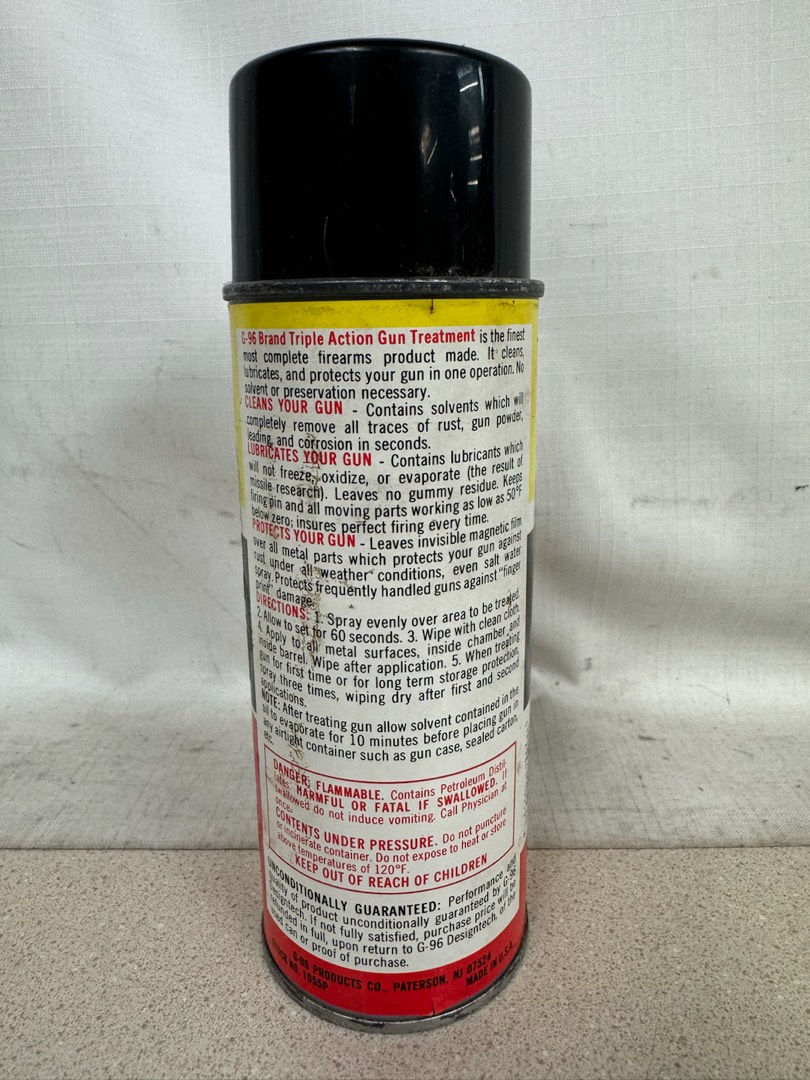 G-96 Brand Triple Action Gun Treatment is the finest
most complete firearms product made. It cleans,
lubricates, and protects your gun in one operation. No
solvent or preservation necessary.
CLEANS YOUR GUN - Contains solvents which will
completely remove all traces of rust, gun powder,
leading, and corrosion in seconds.
LUBRICATES YOUR GUN - Contains lubricants which
will not freeze, oxidize, or evaporate (the result of
missile research). Leaves no gummy residue. Keeps
firing pin and all moving parts working as low as 50°F
below zero; insures perfect firing every time.
PROTECTS YOUR GUN - Leaves invisible magnetic film
over all metal parts which protects your gun against
rust, under all weather conditions, even salt water
spray. Protects frequently handled guns against "finger
print" damage.
DIRECTIONS: 1. Spray evenly over area to be treated.
2. Allow to set for 60 seconds. 3. Wipe with clean cloth.
4. Apply to all metal surfaces, inside chamber and
inside barrel. Wipe after application. 5. When treating
gun for first time or for long term storage protection,
spray three times, wiping dry after first and second
applications.
NOTE: After treating gun allow solvent contained in the
oil to evaporate for 10 minutes before placing gun in
any airtight container such as gun case, sealed carton,
etc.
DANGER: FLAMMABLE. Contains Petroleum Distil-
lates. HARMFUL OR FATAL IF SWALLOWED. If
swallowed do not induce vomiting. Call Physician at
once.
CONTENTS UNDER PRESSURE. Do not puncture
or incinerate container. Do not expose to heat or store
above temperatures of 120°F.
KEEP OUT OF REACH OF CHILDREN
UNCONDITIONALLY GUARANTEED: Performance and
quality of product unconditionally guaranteed by G-96
Designtech. If not fully satisfied, purchase price will be
refunded in full, upon return to G-96 Designtech, of the
used can or proof of purchase.
G-96 PRODUCTS CO., PATERSON, NJ 07524
STOCK NO. 1055P MADE IN U.S.A.